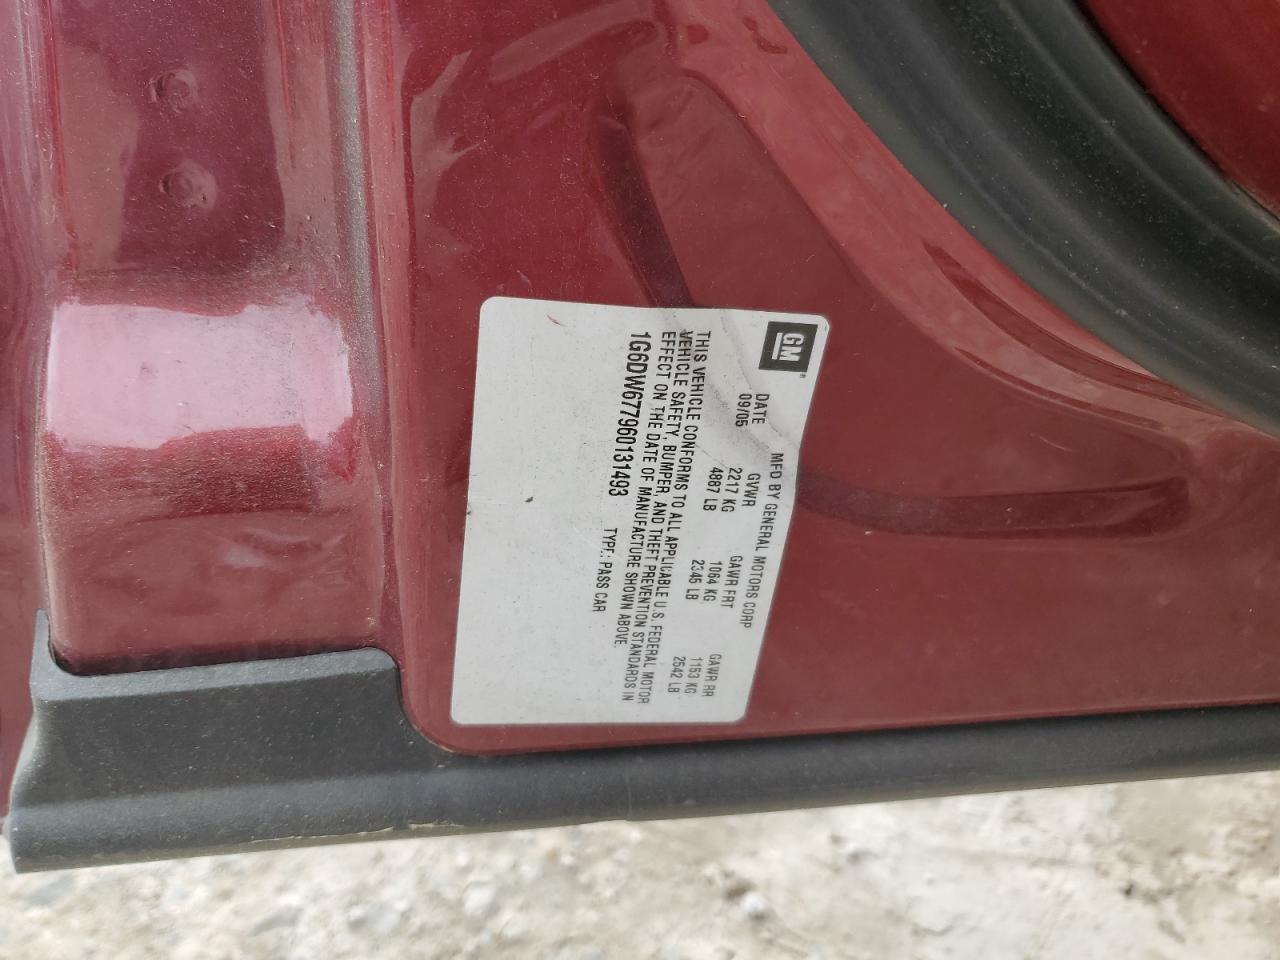 GM®
MFD BY GENERAL MOTORS CORP
DATE GVWR GAWR FRT GAWR RR
09/05 2217 KG 1064 KG 1153 KG
4887 LB 2345 LB 2542 LB
THIS VEHICLE CONFORMS TO ALL APPLICABLE U.S. FEDERAL MOTOR
VEHICLE SAFETY, BUMPER, AND THEFT PREVENTION STANDARDS IN
EFFECT ON THE DATE OF MANUFACTURE SHOWN ABOVE.
1G6DW677960131493 TYPE: PASS CAR